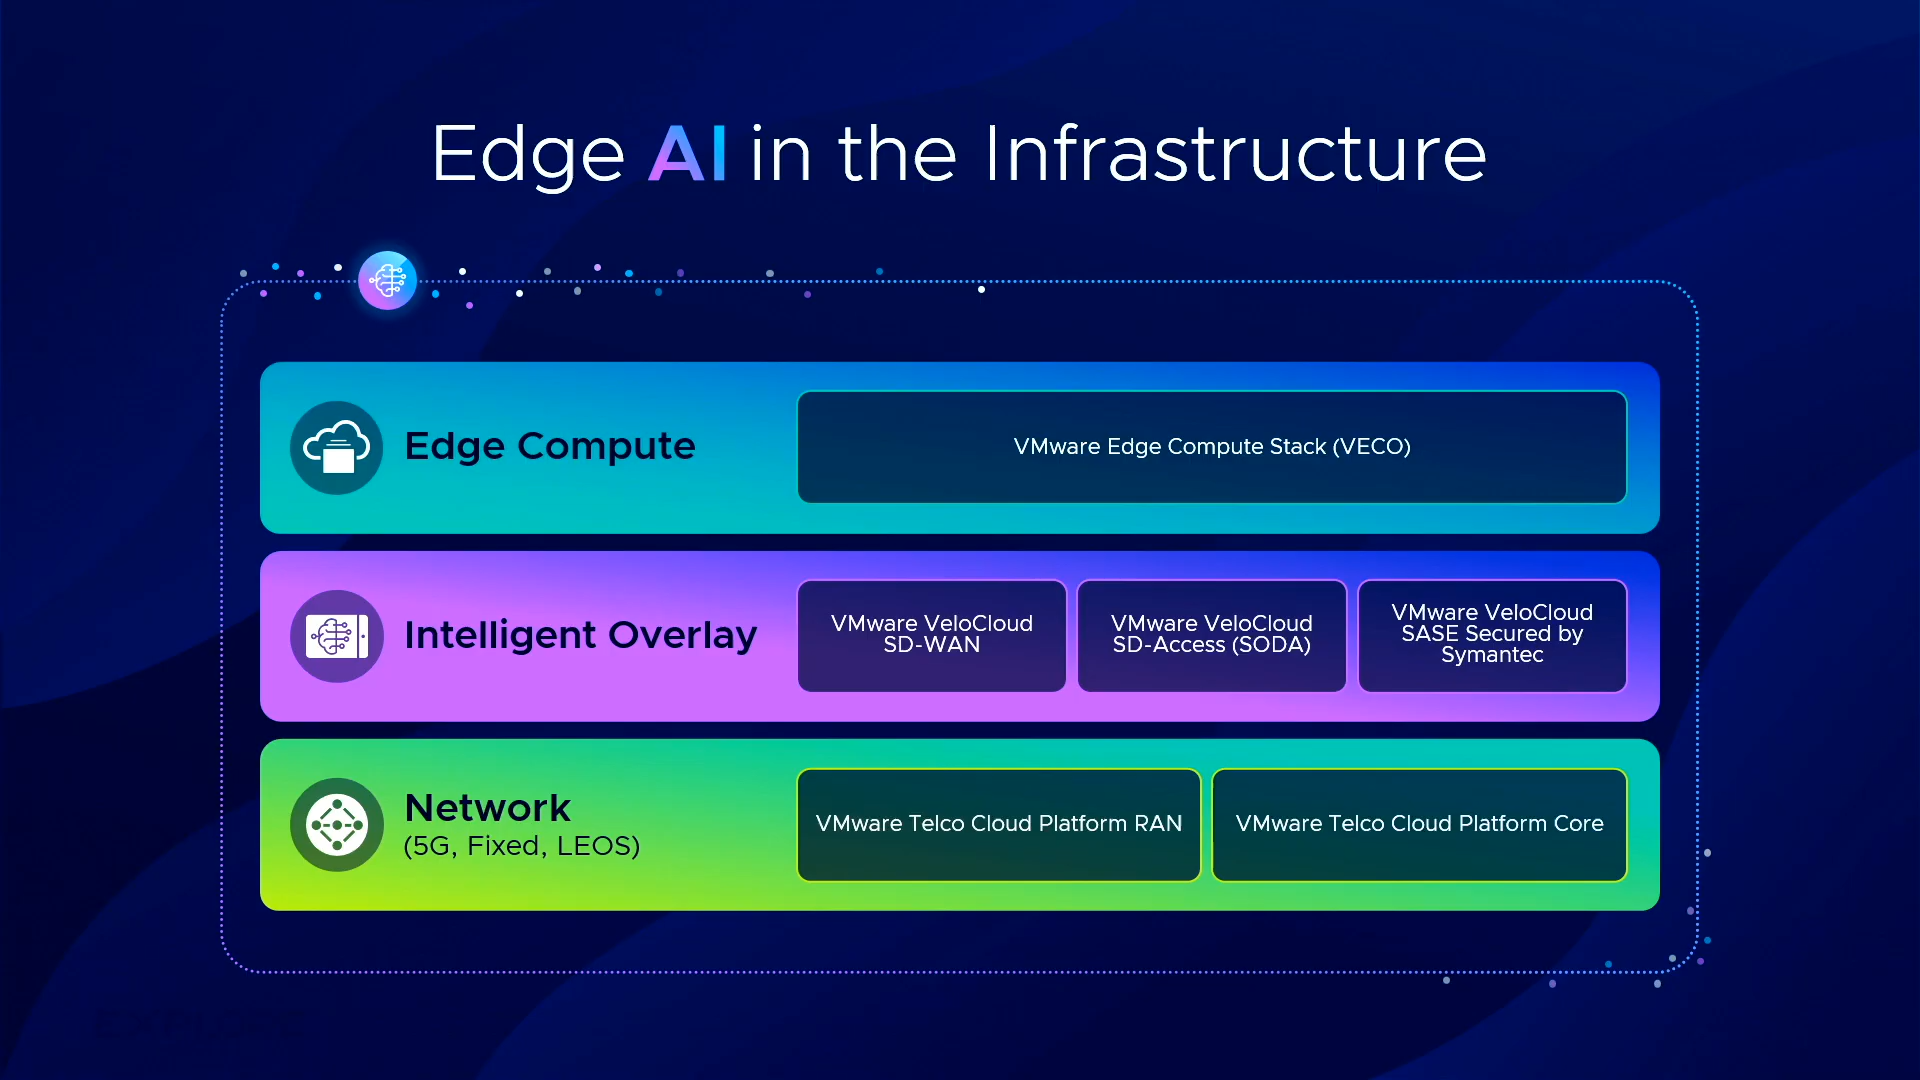 Edge AI in the Infrastructure
Edge Compute
VMware Edge Compute Stack (VECO)
Intelligent Overlay
VMware VeloCloud
SD-WAN
VMware VeloCloud
SD-Access (SODA)
VMware VeloCloud
SASE Secured by
Symantec
Network
(5G, Fixed, LEOS)
VMware Telco Cloud Platform RAN
VMware Telco Cloud Platform Core